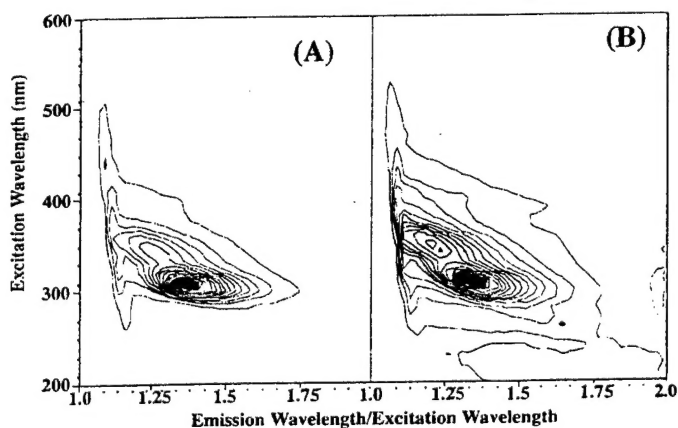 600
500
400
300
200
Excitation Wavelength (nm)
(A)
(B)
1.0 1.25 1.5 1.75 1.0 1.25 1.5 1.75 2.0
Emission Wavelength/Excitation Wavelength